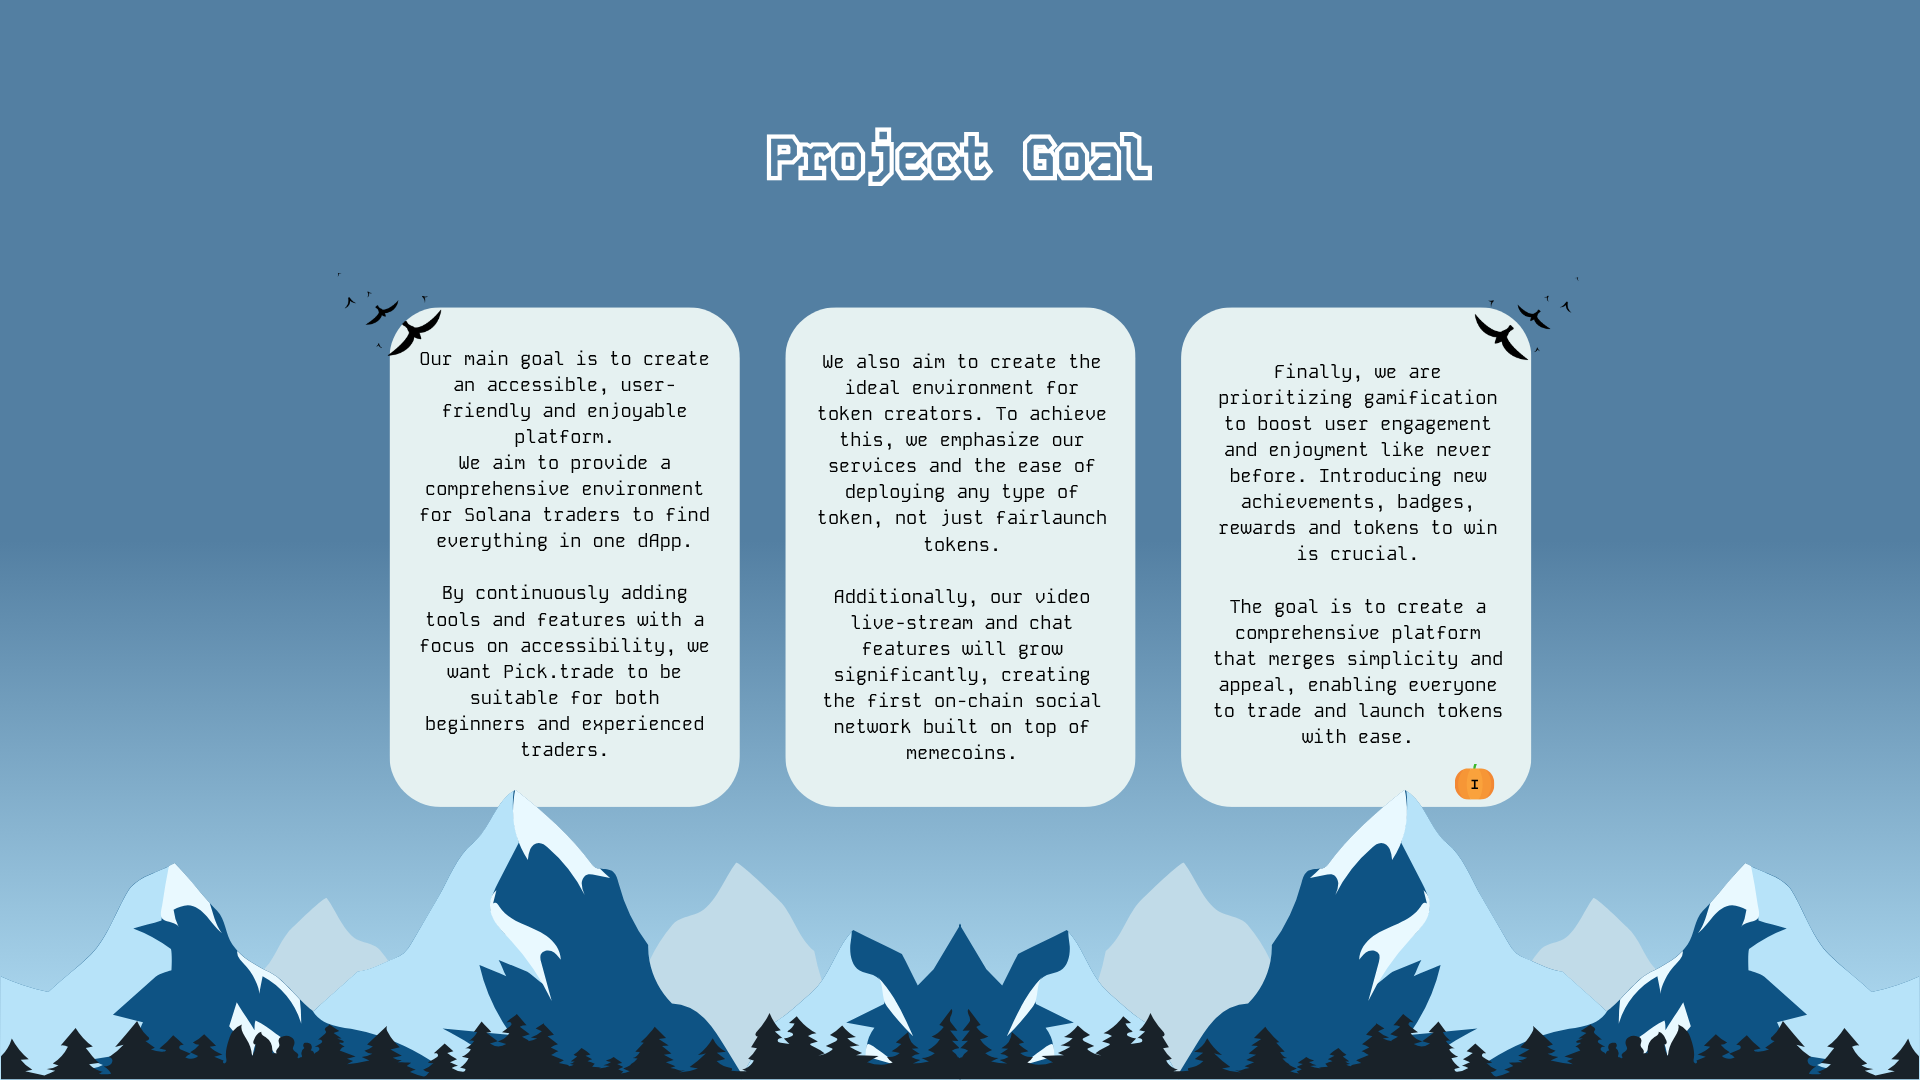 Project Goal
Our main goal is to create
an accessible, user-
friendly and enjoyable
platform.
We aim to provide a
comprehensive environment
for Solana traders to find
everything in one dApp.
By continuously adding
tools and features with a
focus on accessibility, we
want Pick.trade to be
suitable for both
beginners and experienced
traders.
We also aim to create the
ideal environment for
token creators. To achieve
this, we emphasize our
services and the ease of
deploying any type of
token, not just fairlaunch
tokens.
Additionally, our video
live-stream and chat
features will grow
significantly, creating
the first on-chain social
network built on top of
memecoins.
Finally, we are
prioritizing gamification
to boost user engagement
and enjoyment like never
before. Introducing new
achievements, badges,
rewards and tokens to win
is crucial.
The goal is to create a
comprehensive platform
that merges simplicity and
appeal, enabling everyone
to trade and launch tokens
with ease.
I